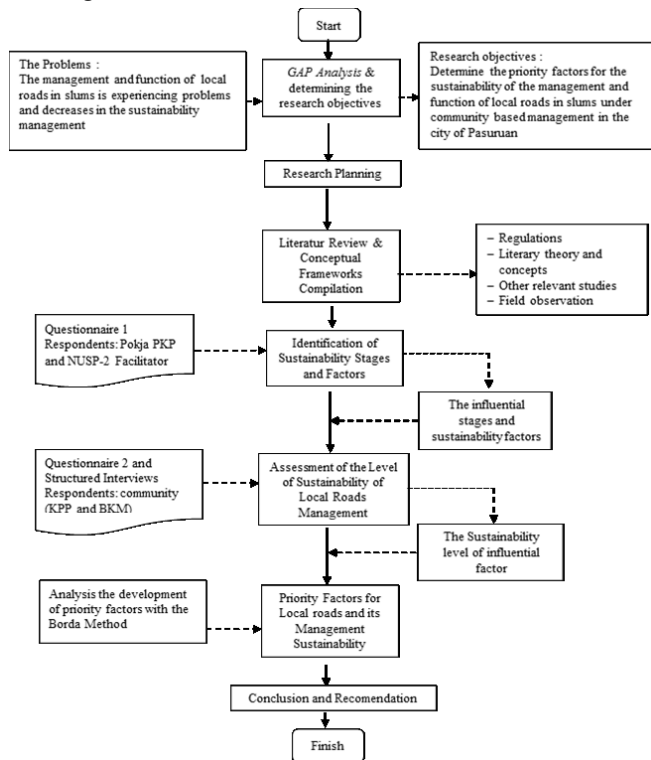 Start
The Problems :
The management and function of local
roads in slums is experiencing problems
and decreases in the sustainability
management
GAP Analysis &
determining the
research objectives
Research objectives :
Determine the priority factors for the
sustainability of the management and
function of local roads in slums under
community based management in the
city of Pasuruan
Research Planning
Literatur Review &
Conceptual
Frameworks
Compilation
– Regulations
– Literary theory and
concepts
– Other relevant studies
– Field observation
Questionnaire 1
Respondents: Pokja PKP
and NUSP-2 Facilitator
Identification of
Sustainability Stages
and Factors
The influential
stages and
sustainability factors
Questionnaire 2 and
Structured Interviews
Respondents: community
(KPP and BKM)
Assessment of the Level
of Sustainability of
Local Roads
Management
The Sustainability
level of influential
factor
Analysis the development
of priority factors with the
Borda Method
Priority Factors for
Local roads and its
Management
Sustainability
Conclusion and Recomendation
Finish